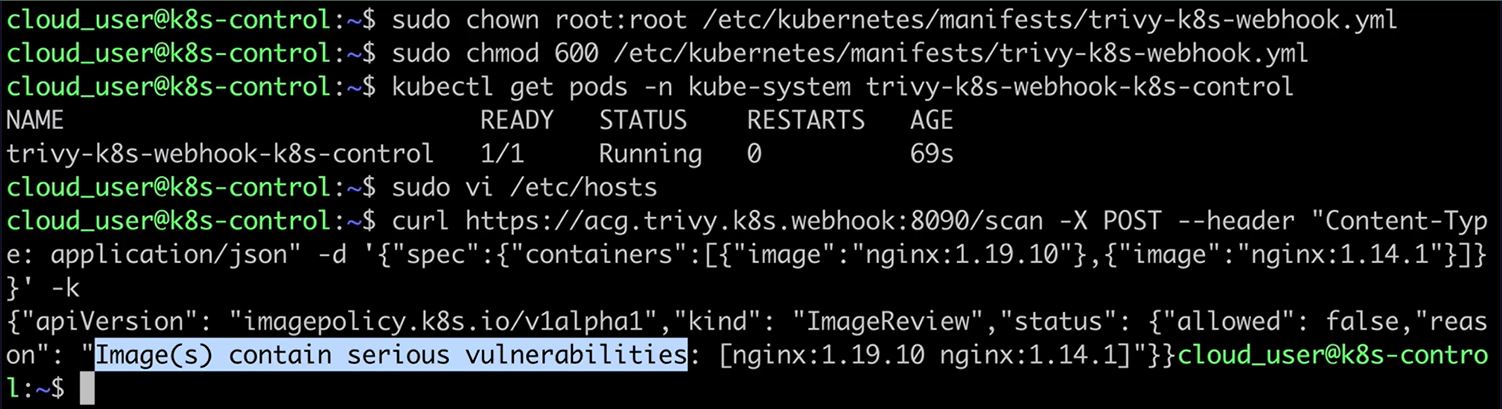 cloud_user@k8s-control:~$ sudo chown root:root /etc/kubernetes/manifests/trivy-k8s-webhook.yml
cloud_user@k8s-control:~$ sudo chmod 600 /etc/kubernetes/manifests/trivy-k8s-webhook.yml
cloud_user@k8s-control:~$ kubectl get pods -n kube-system trivy-k8s-webhook-k8s-control
NAME                            READY   STATUS    RESTARTS   AGE
trivy-k8s-webhook-k8s-control   1/1     Running   0          69s
cloud_user@k8s-control:~$ sudo vi /etc/hosts
cloud_user@k8s-control:~$ curl https://acg.trivy.k8s.webhook:8090/scan -X POST --header "Content-Typ
e: application/json" -d '{"spec":{"containers":[{"image":"nginx:1.19.10"},{"image":"nginx:1.14.1"}]}
}' -k
{"apiVersion": "imagepolicy.k8s.io/v1alpha1","kind": "ImageReview","status": {"allowed": false,"reas
on": "Image(s) contain serious vulnerabilities: [nginx:1.19.10 nginx:1.14.1]"}}cloud_user@k8s-contro
l:~$